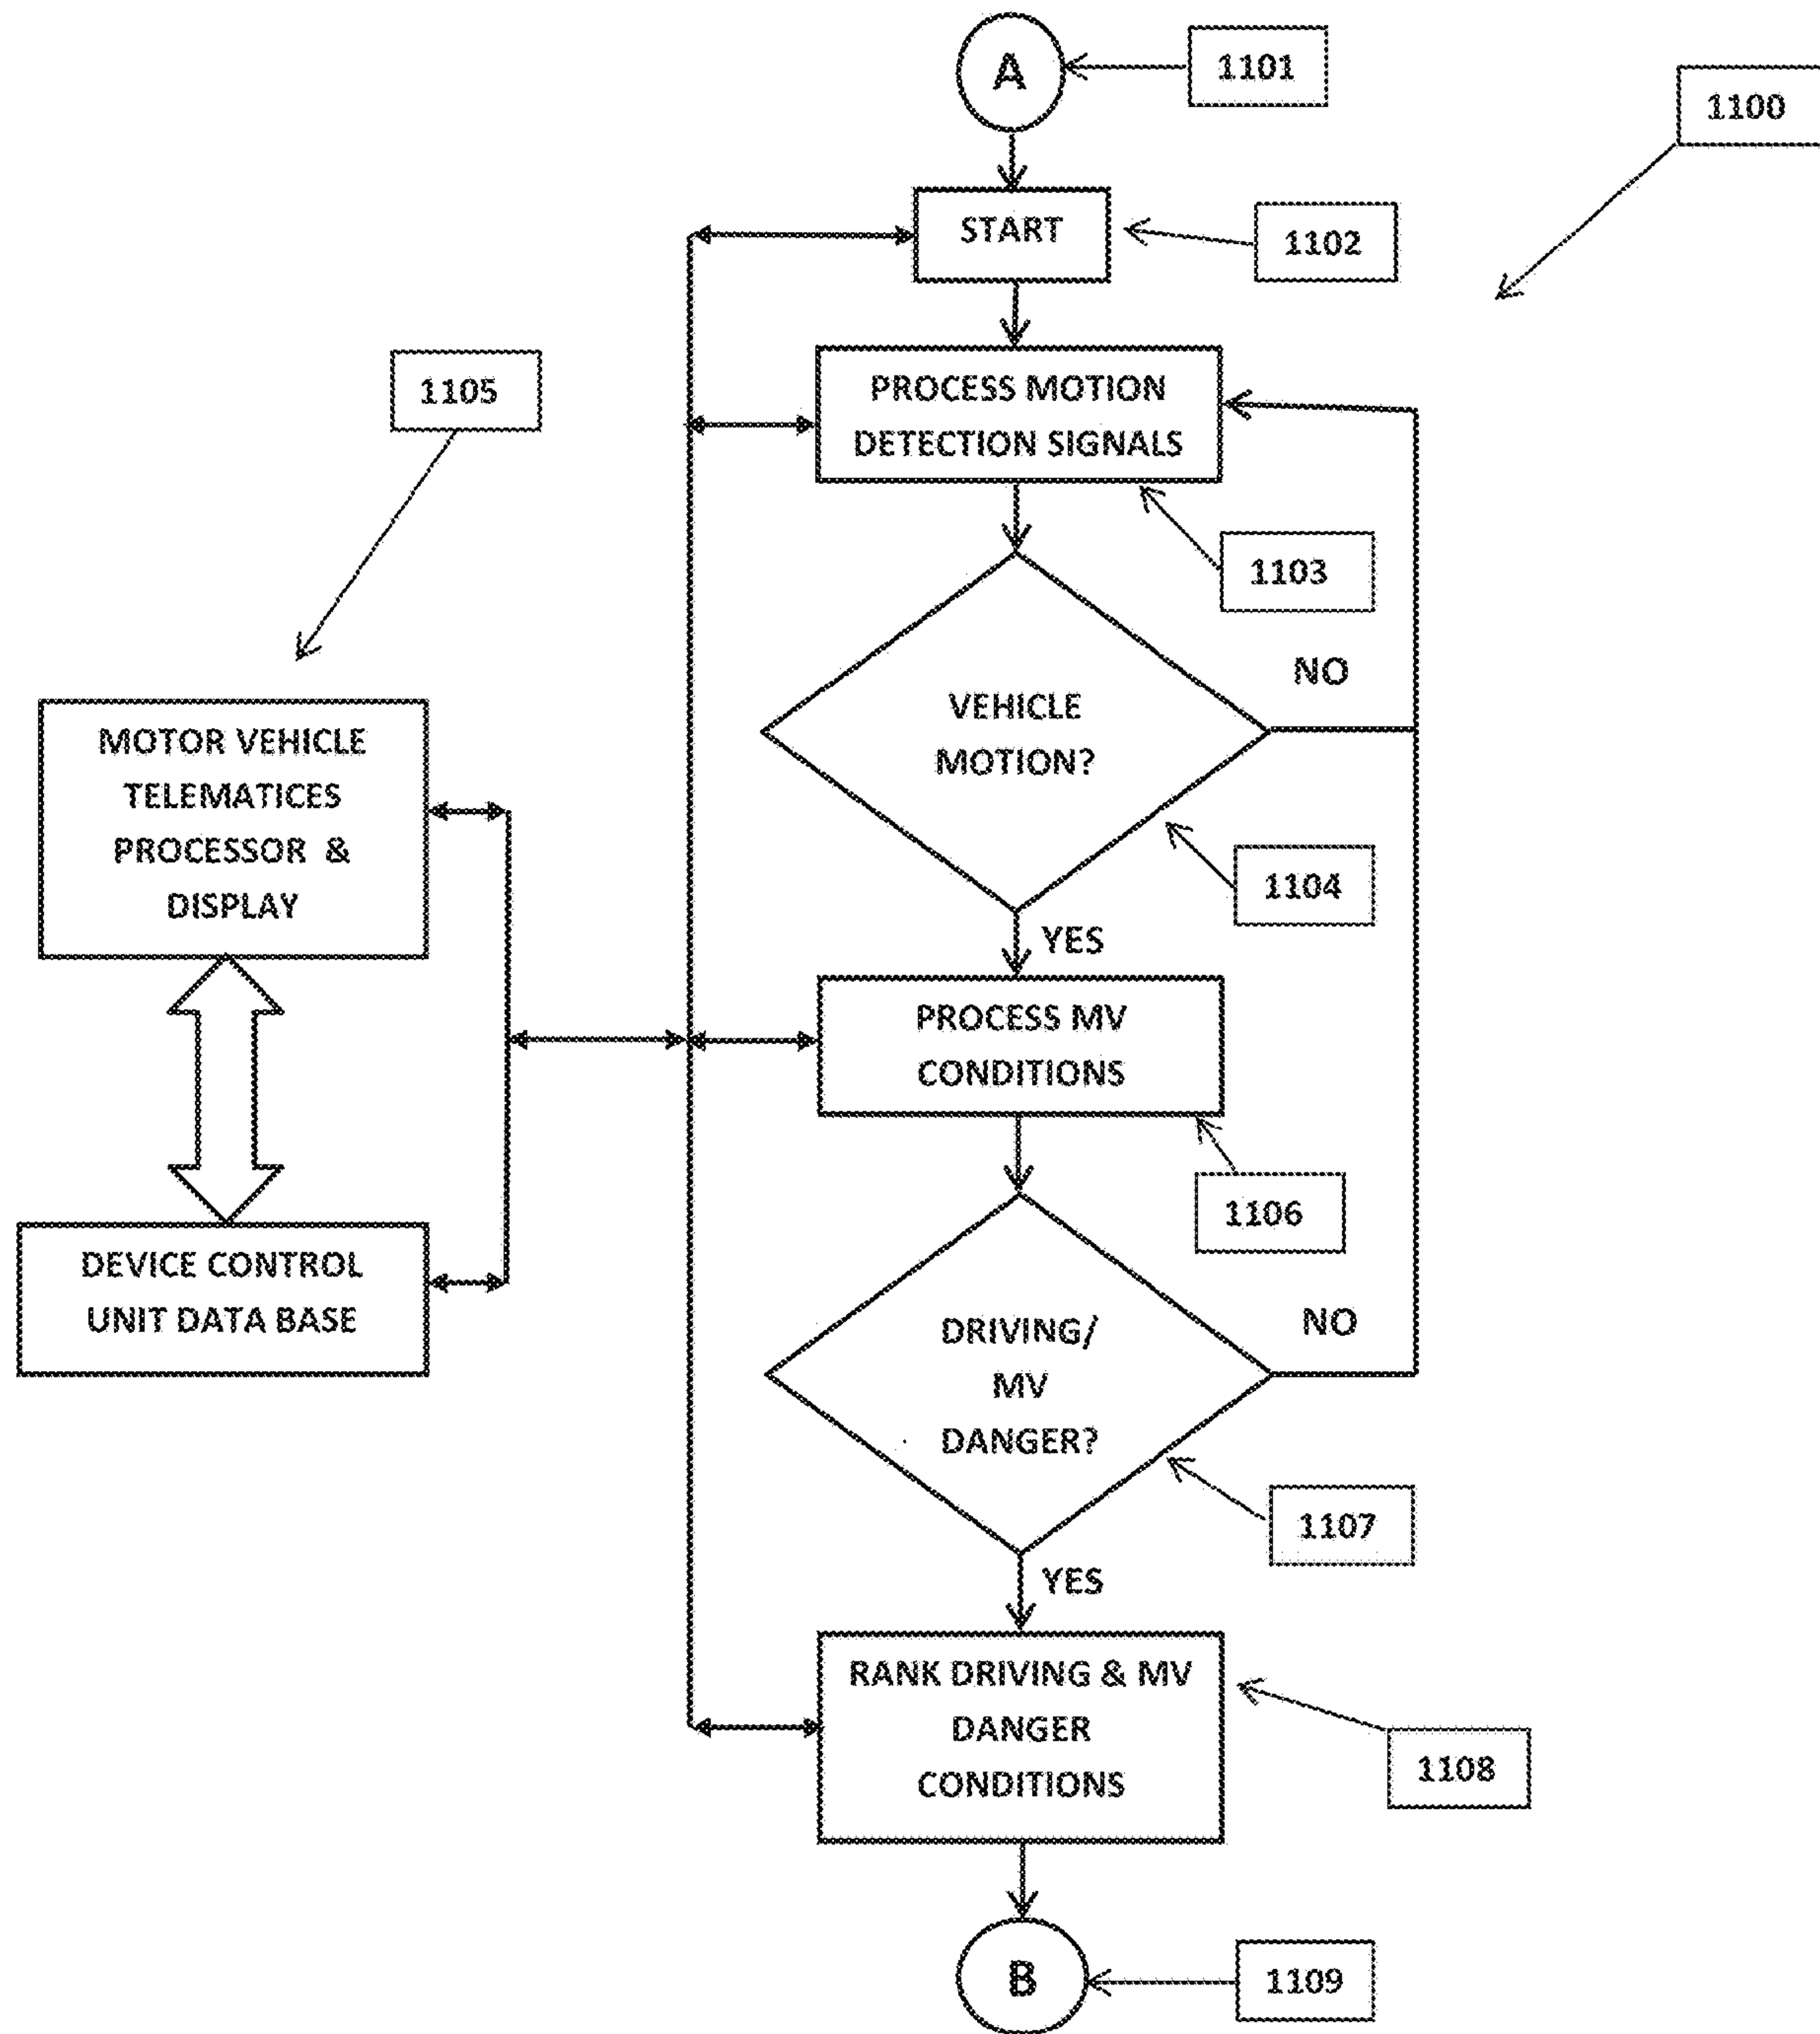 A
1101
1100
START
1102
1105
PROCESS MOTION
DETECTION SIGNALS
1103
VEHICLE
MOTION?
NO
1104
MOTOR VEHICLE
TELEMATICES
PROCESSOR &
DISPLAY
YES
PROCESS MV
CONDITIONS
1106
DEVICE CONTROL
UNIT DATA BASE
DRIVING/
MV
DANGER?
NO
1107
YES
RANK DRIVING & MV
DANGER
CONDITIONS
1108
B
1109